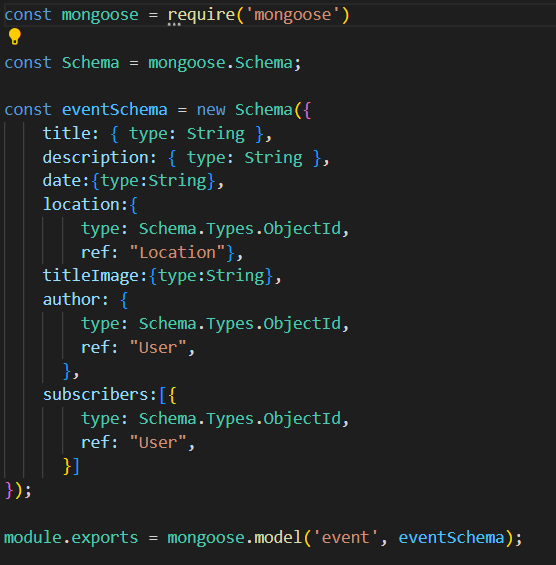 const mongoose = require('mongoose')
const Schema = mongoose.Schema;
const eventSchema = new Schema({
    title: { type: String },
    description: { type: String },
    date:{type:String},
    location:{
        type: Schema.Types.ObjectId,
        ref: "Location"},
    titleImage:{type:String},
    author: {
        type: Schema.Types.ObjectId,
        ref: "User",
      },
    subscribers:[{
        type: Schema.Types.ObjectId,
        ref: "User",
      }]
});
module.exports = mongoose.model('event', eventSchema);